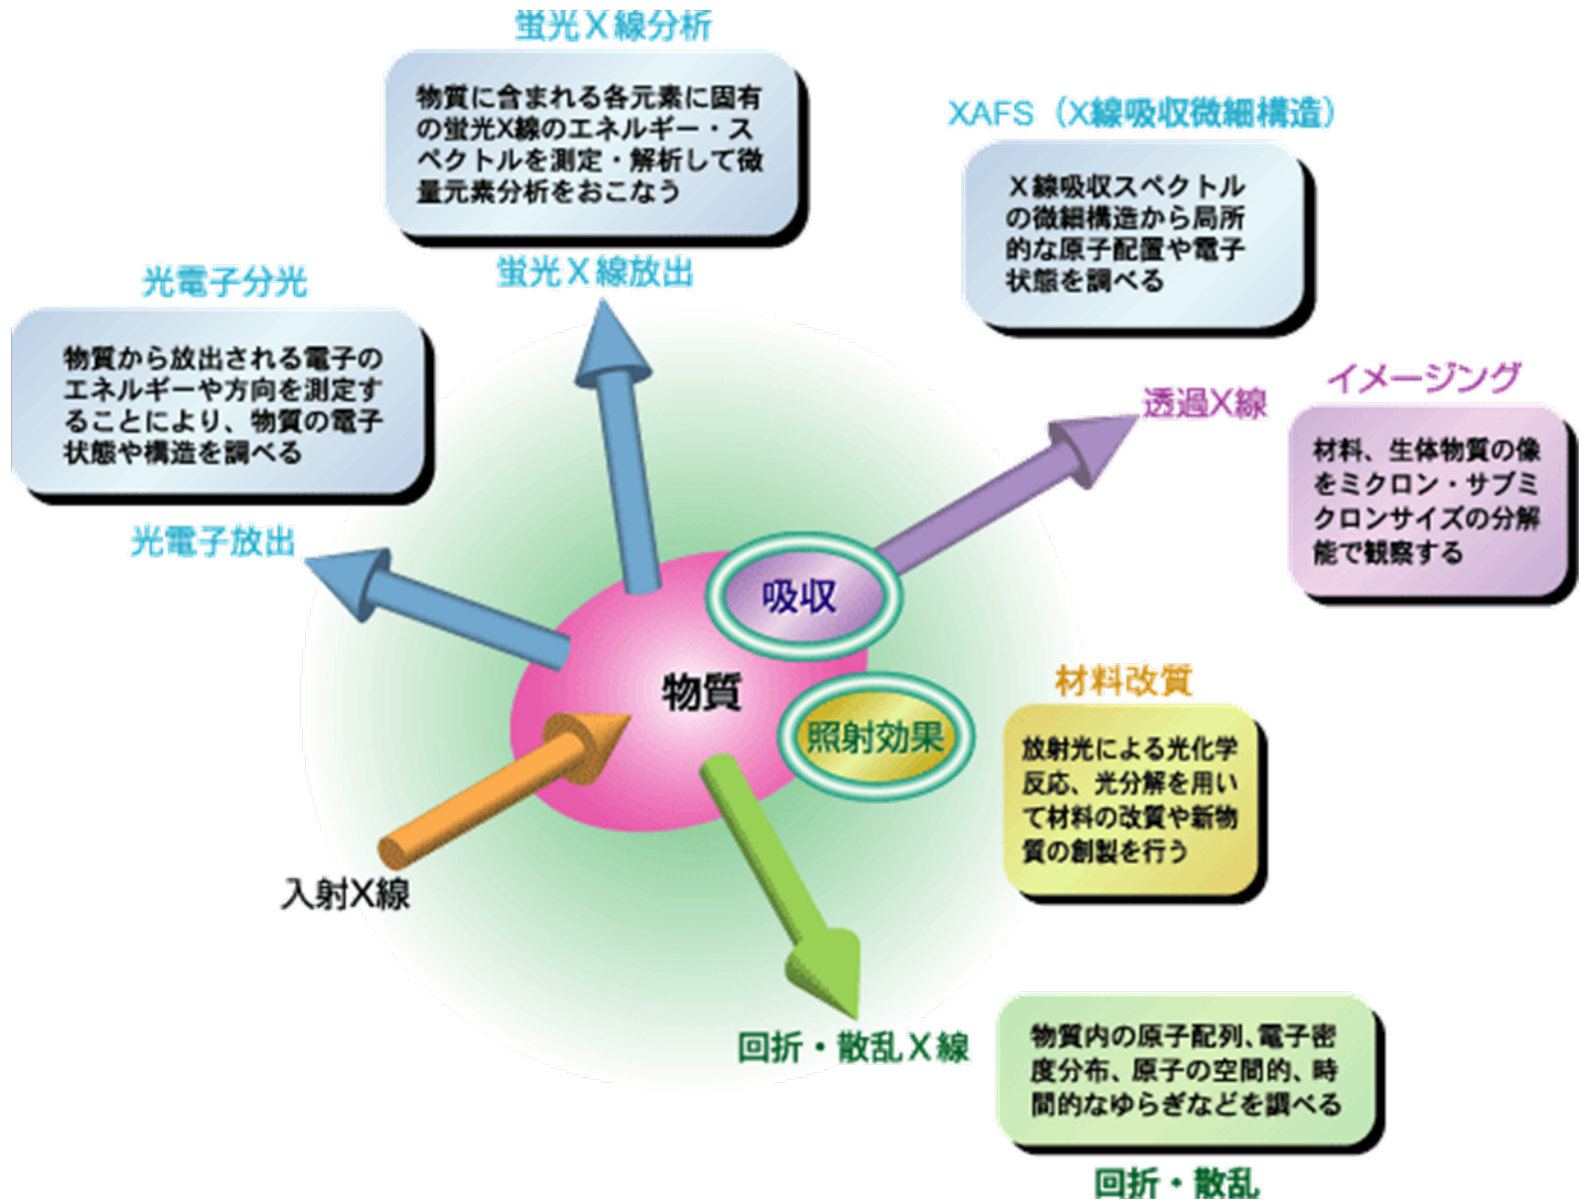 蛍光X線分析
物質に含まれる各元素に固有
の蛍光X線のエネルギー・ス
ペクトルを測定・解析して微
量元素分析をおこなう
蛍光X線放出
XAFS（X線吸収微細構造）
X線吸収スペクトル
の微細構造から局所
的な原子配置や電子
状態を調べる
光電子分光
物質から放出される電子の
エネルギーや方向を測定す
ることにより、物質の電子
状態や構造を調べる
光電子放出
透過X線
イメージング
材料、生体物質の像
をミクロン・サブミ
クロンサイズの分解
能で観察する
吸収
物質
照射効果
材料改質
放射光による光化学
反応、光分解を用い
て材料の改質や新物
質の創製を行う
入射X線
回折・散乱X線
物質内の原子配列、電子密
度分布、原子の空間的、時
間的なゆらぎなどを調べる
回折・散乱